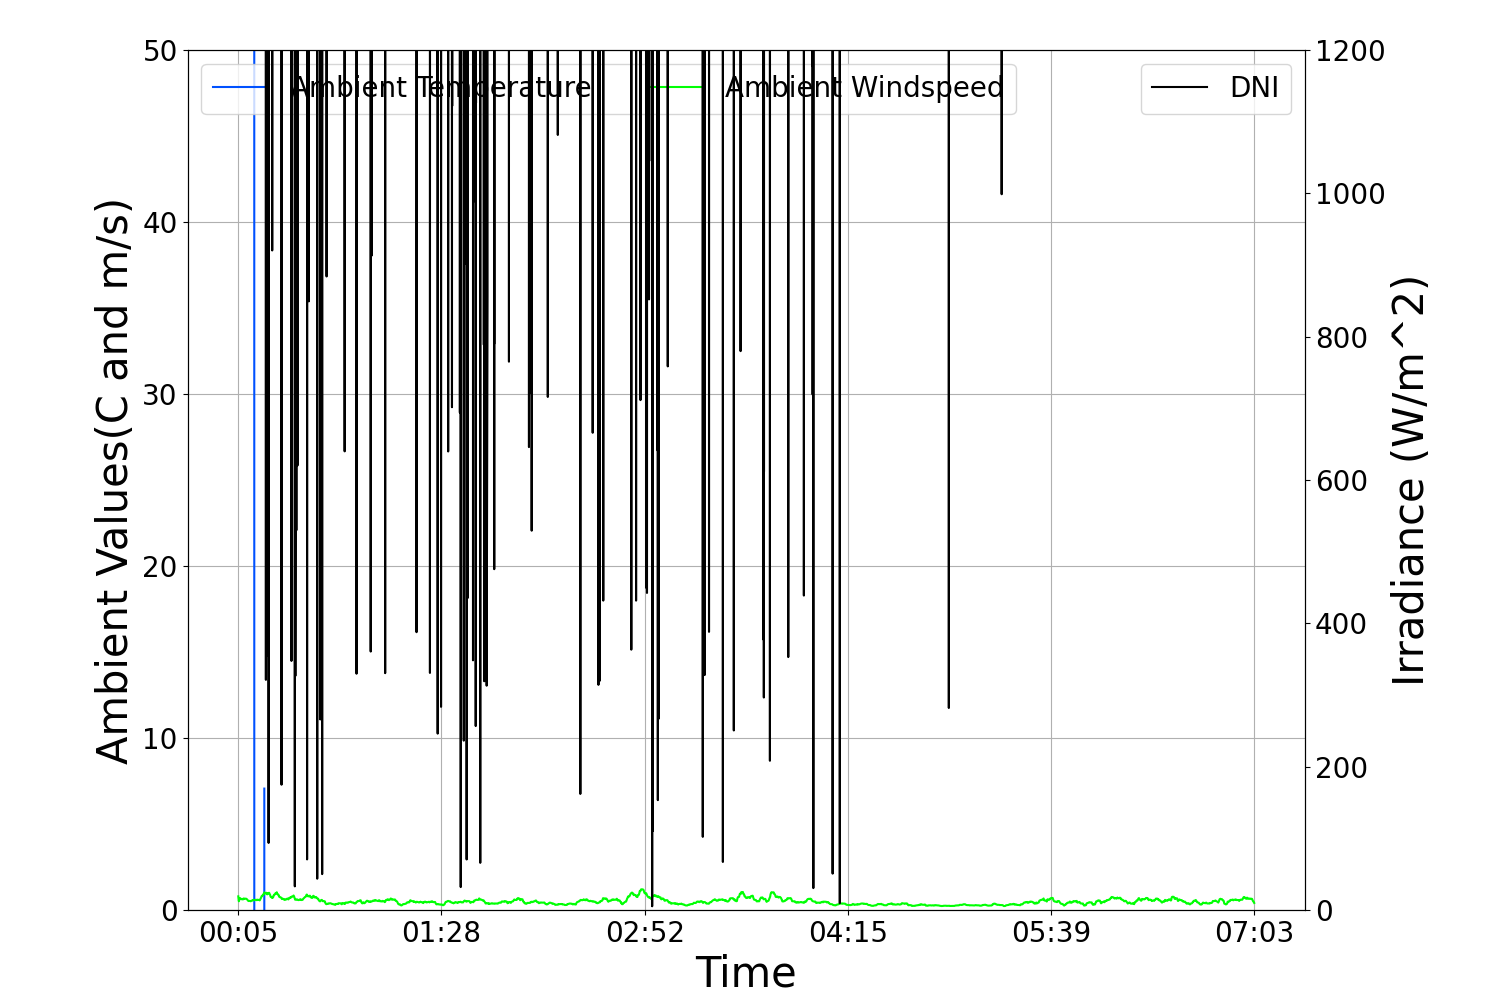 Ambient Temperature
Ambient Windspeed
DNI
Ambient Values(C and m/s)
50
40
30
20
10
0
1200
1000
800
600
400
200
0
Irradiance (W/m^2)
00:05 01:28 02:52 04:15 05:39 07:03
Time